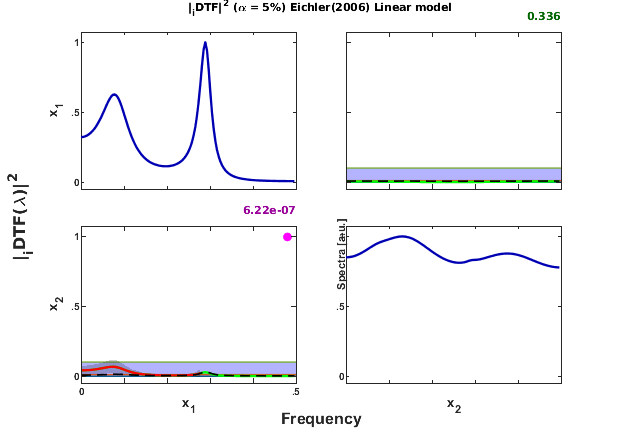 |ᵢDTF|² (α = 5%) Eichler(2006) Linear model
0.336
1
.5
0
x₁
6.22e-07
|ᵢDTF(λ)|²
1
.5
0
x₂
0
.5
x₁
Spectra [a.u.]
1
.5
0
x₂
Frequency